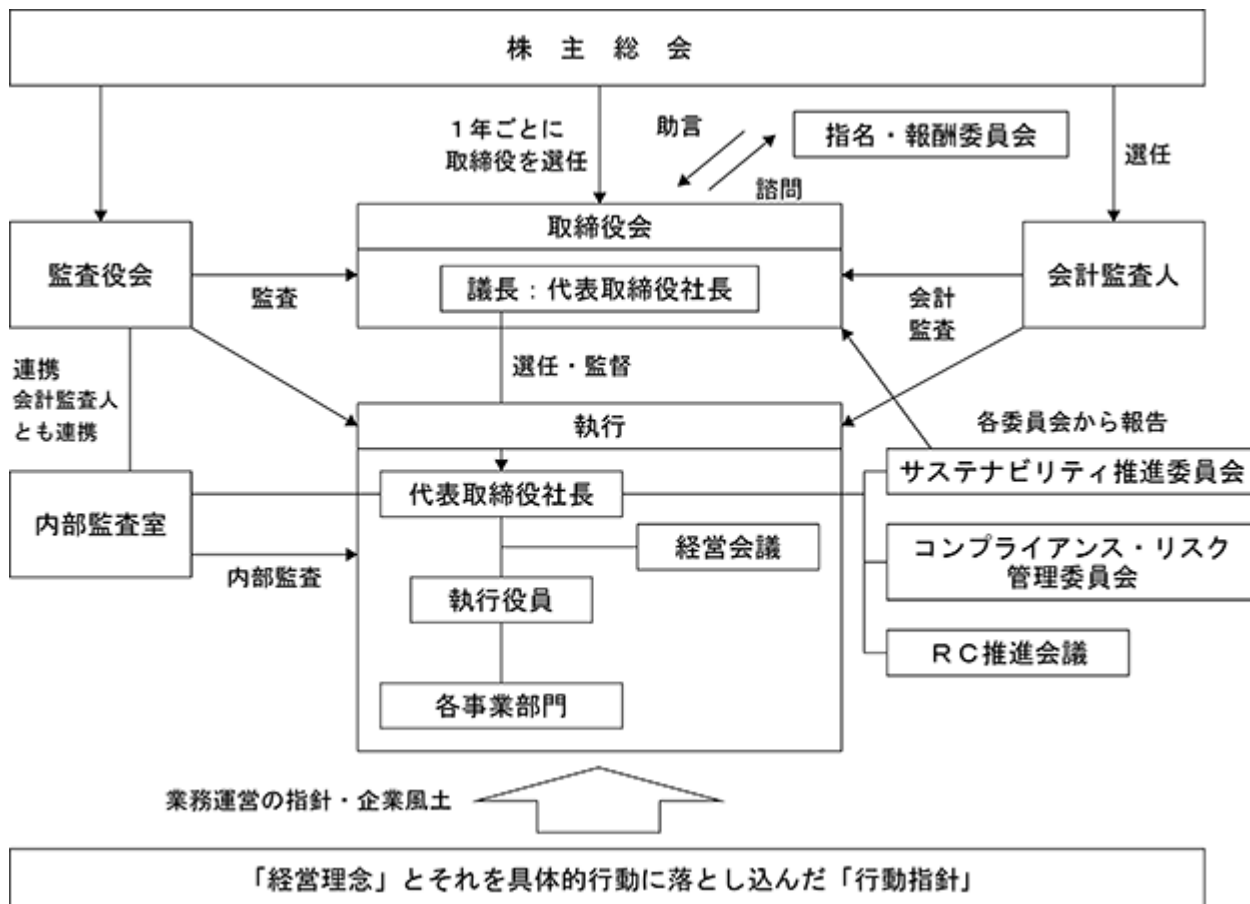 株主総会
1年ごとに
取締役を選任
助言
諮問
指名・報酬委員会
選任
監査役会
監査
取締役会
議長：代表取締役社長
会計
監査
会計監査人
連携
会計監査人
とも連携
選任・監督
執行
各委員会から報告
内部監査室
内部監査
代表取締役社長
経営会議
執行役員
各事業部門
サステナビリティ推進委員会
コンプライアンス・リスク
管理委員会
ＲＣ推進会議
業務運営の指針・企業風土
「経営理念」とそれを具体的行動に落とし込んだ「行動指針」